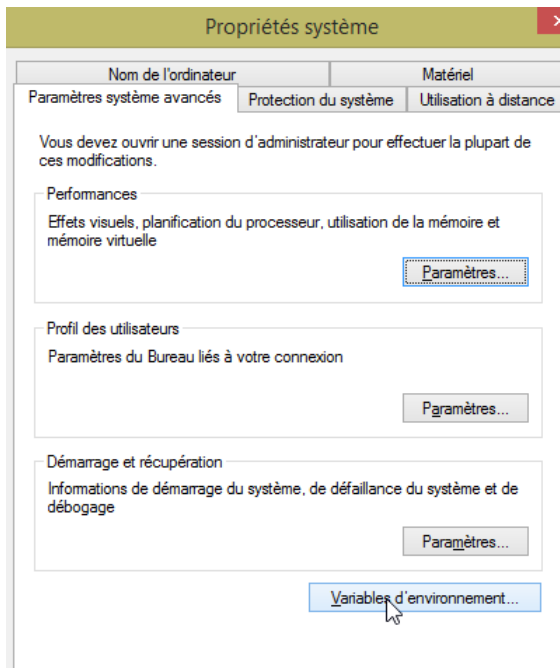 Propriétés système
Nom de l'ordinateur
Matériel
Paramètres système avancés
Protection du système
Utilisation à distance
Vous devez ouvrir une session d'administrateur pour effectuer la plupart de
ces modifications.
Performances
Effets visuels, planification du processeur, utilisation de la mémoire et
mémoire virtuelle
Paramètres...
Profil des utilisateurs
Paramètres du Bureau liés à votre connexion
Paramètres...
Démarrage et récupération
Informations de démarrage du système, de défaillance du système et de
débogage
Paramètres...
Variables d'environnement...